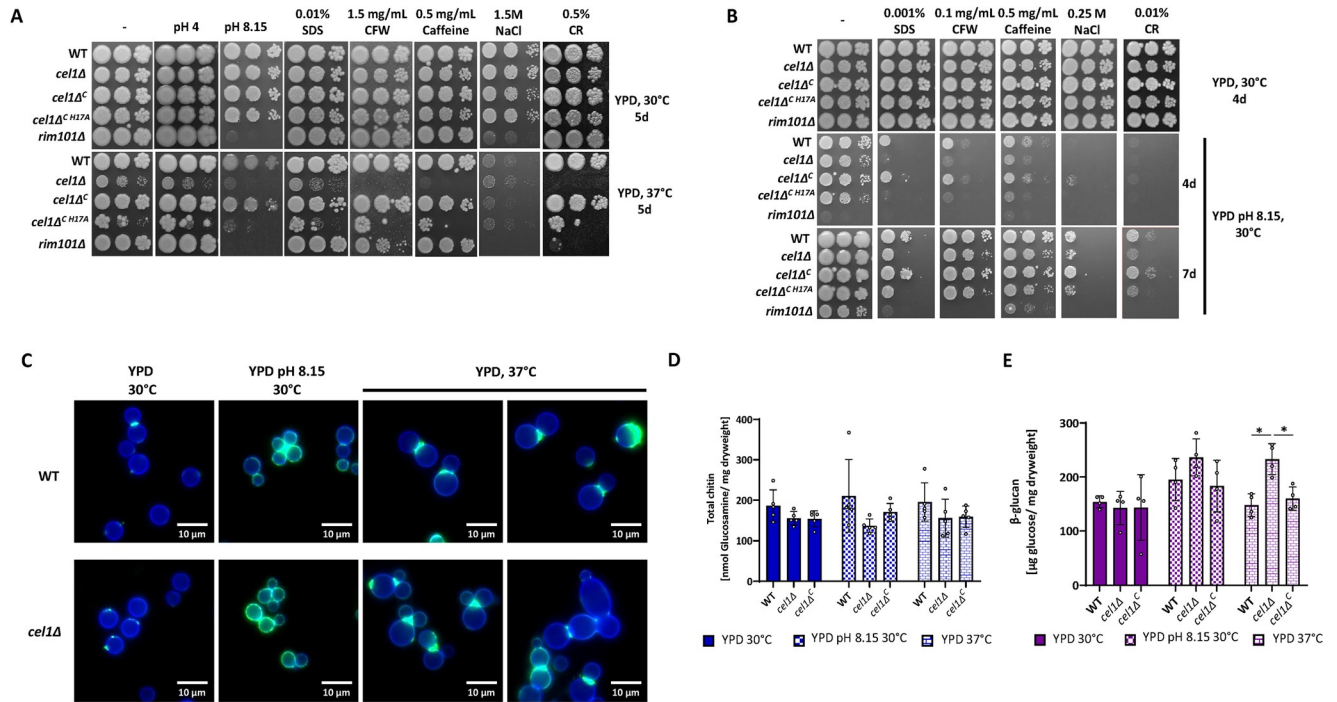 A
- pH 4 pH 8.15 0.01% SDS 1.5 mg/mL CFW 0.5 mg/mL Caffeine 1.5M NaCl 0.5% CR
WT
cel1Δ
cel1Δ^C
cel1Δ^C H17A
rim101Δ
YPD, 30°C
5d
WT
cel1Δ
cel1Δ^C
cel1Δ^C H17A
rim101Δ
YPD, 37°C
5d
B
- 0.001% SDS 0.1 mg/mL CFW 0.5 mg/mL Caffeine 0.25 M NaCl 0.01% CR
WT
cel1Δ
cel1Δ^C
cel1Δ^C H17A
rim101Δ
YPD, 30°C
4d
WT
cel1Δ
cel1Δ^C
cel1Δ^C H17A
rim101Δ
4d
WT
cel1Δ
cel1Δ^C
cel1Δ^C H17A
rim101Δ
7d
YPD pH 8.15,
30°C
C
YPD
30°C
YPD pH 8.15
30°C
YPD, 37°C
WT
10 µm 10 µm 10 µm 10 µm
cel1Δ
10 µm 10 µm 10 µm 10 µm
D
Total chitin
[nmol Glucosamine/ mg dryweight]
400
300
200
100
0
WT cel1Δ cel1Δ^C WT cel1Δ cel1Δ^C WT cel1Δ cel1Δ^C
YPD 30°C YPD pH 8.15 30°C YPD 37°C
E
β-glucan
[µg glucose/ mg dryweight]
300
200
100
0
* *
WT cel1Δ cel1Δ^C WT cel1Δ cel1Δ^C WT cel1Δ cel1Δ^C
YPD 30°C YPD pH 8.15 30°C YPD 37°C